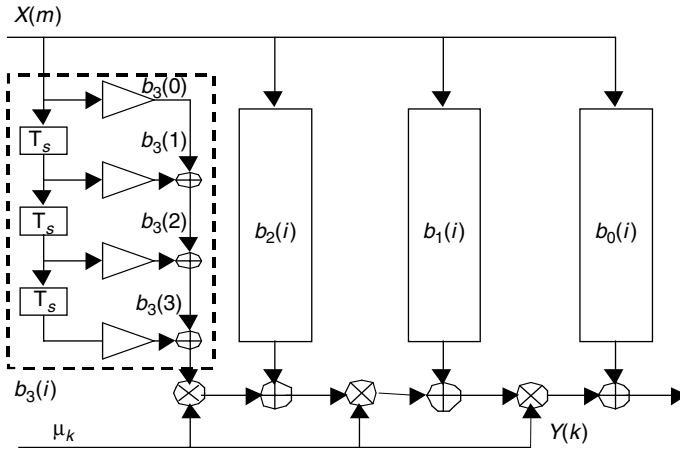 X(m)
b₃(0)
Tₛ
b₃(1)
Tₛ
b₃(2)
b₂(i)
b₁(i)
b₀(i)
Tₛ
b₃(3)
b₃(i)
μₖ
Y(k)